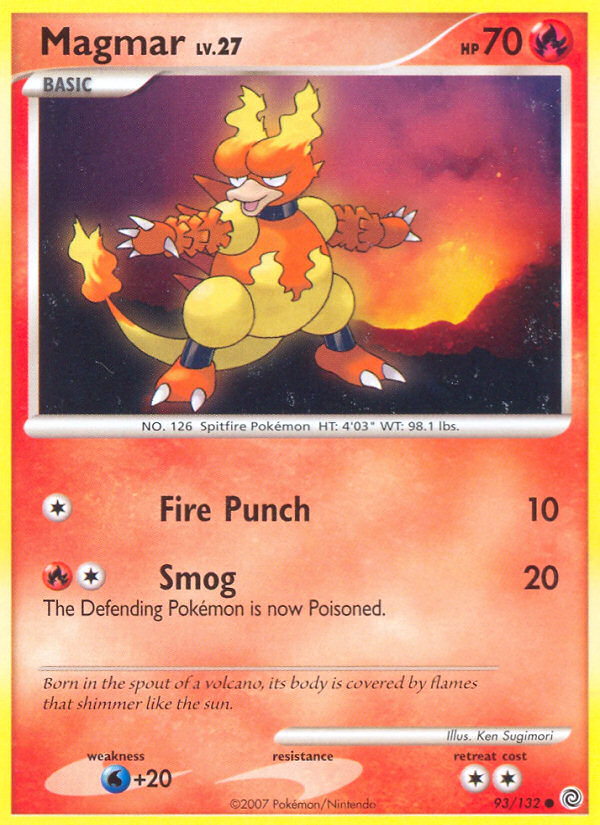 Magmar LV.27
HP 70
BASIC
NO. 126 Spitfire Pokémon HT: 4'03" WT: 98.1 lbs.
Fire Punch 10
Smog 20
The Defending Pokémon is now Poisoned.
Born in the spout of a volcano, its body is covered by flames
that shimmer like the sun.
Illus. Ken Sugimori
weakness resistance retreat cost
+20
©2007 Pokémon/Nintendo 93/132